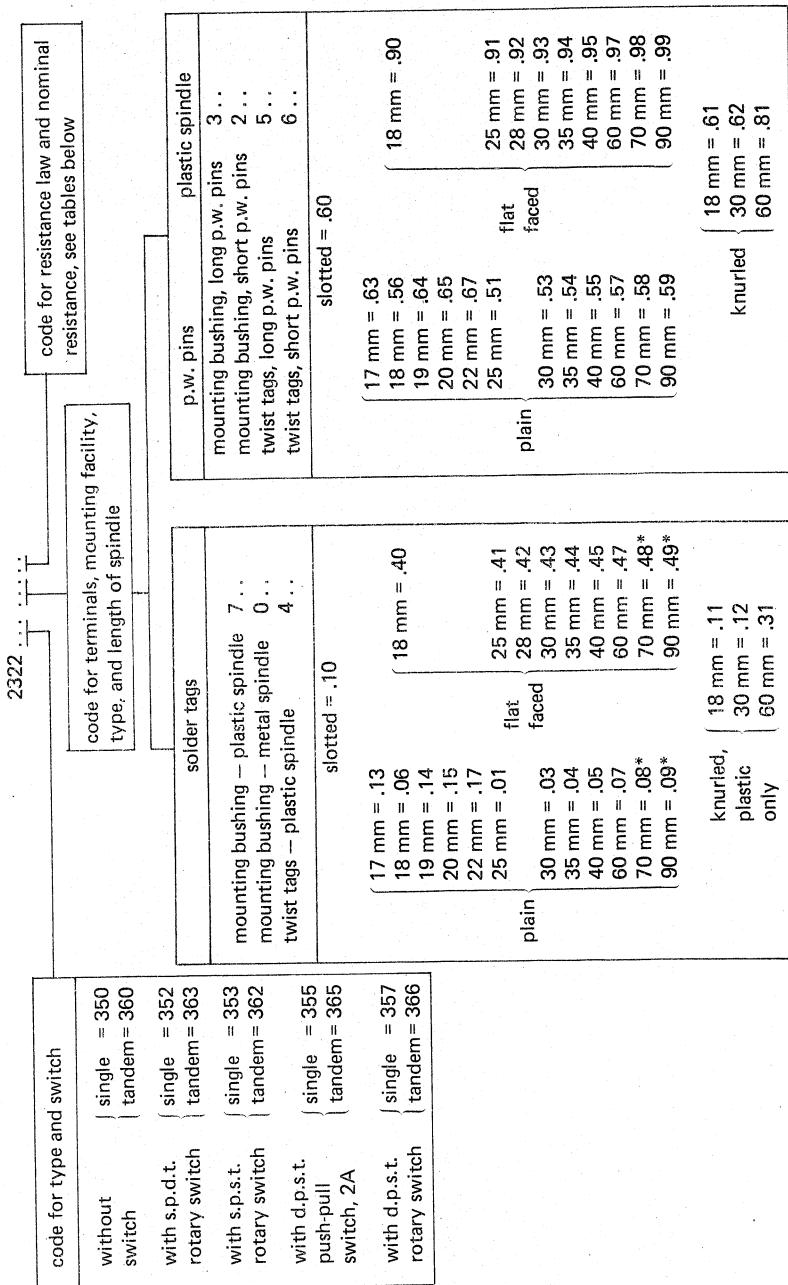 2322 ... .....
code for resistance law and nominal
resistance, see tables below
code for terminals, mounting facility,
type, and length of spindle
code for type and switch
without
switch
single = 350
tandem = 360
with s.p.d.t.
rotary switch
single = 352
tandem = 363
with s.p.s.t.
rotary switch
single = 353
tandem = 362
with d.p.s.t.
push-pull
switch, 2A
single = 355
tandem = 365
with d.p.s.t.
rotary switch
single = 357
tandem = 366
solder tags
mounting bushing — plastic spindle 7 . .
mounting bushing — metal spindle 0 . .
twist tags — plastic spindle 4 . .
slotted = .10
plain
17 mm = .13
18 mm = .06
19 mm = .14
20 mm = .15
22 mm = .17
25 mm = .01
30 mm = .03
35 mm = .04
40 mm = .05
60 mm = .07
70 mm = .08*
90 mm = .09*
flat
faced
18 mm = .40
25 mm = .41
28 mm = .42
30 mm = .43
35 mm = .44
40 mm = .45
60 mm = .47
70 mm = .48*
90 mm = .49*
knurled,
plastic
only
18 mm = .11
30 mm = .12
60 mm = .31
p.w. pins plastic spindle
mounting bushing, long p.w. pins 3 . .
mounting bushing, short p.w. pins 2 . .
twist tags, long p.w. pins 5 . .
twist tags, short p.w. pins 6 . .
slotted = .60
plain
17 mm = .63
18 mm = .56
19 mm = .64
20 mm = .65
22 mm = .67
25 mm = .51
30 mm = .53
35 mm = .54
40 mm = .55
60 mm = .57
70 mm = .58
90 mm = .59
flat
faced
18 mm = .90
25 mm = .91
28 mm = .92
30 mm = .93
35 mm = .94
40 mm = .95
60 mm = .97
70 mm = .98
90 mm = .99
knurled
18 mm = .61
30 mm = .62
60 mm = .81